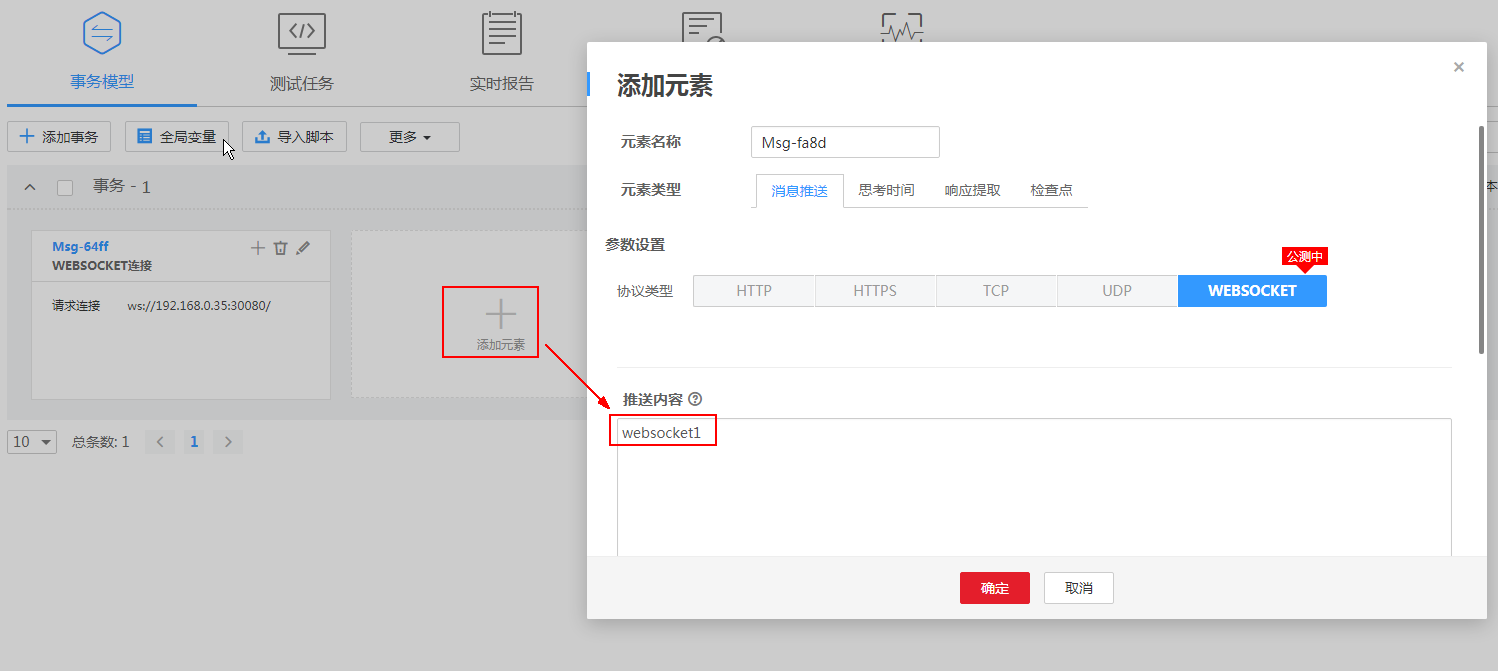 事务模型
测试任务
实时报告
添加事务
全局变量
导入脚本
更多
事务 - 1
Msg-64ff
WEBSOCKET连接
请求连接 ws://192.168.0.35:30080/
添加元素
10 总条数: 1 1
添加元素
元素名称 Msg-fa8d
元素类型 消息推送 思考时间 响应提取 检查点
参数设置
公测中
协议类型 HTTP HTTPS TCP UDP WEBSOCKET
推送内容
websocket1
确定 取消
本